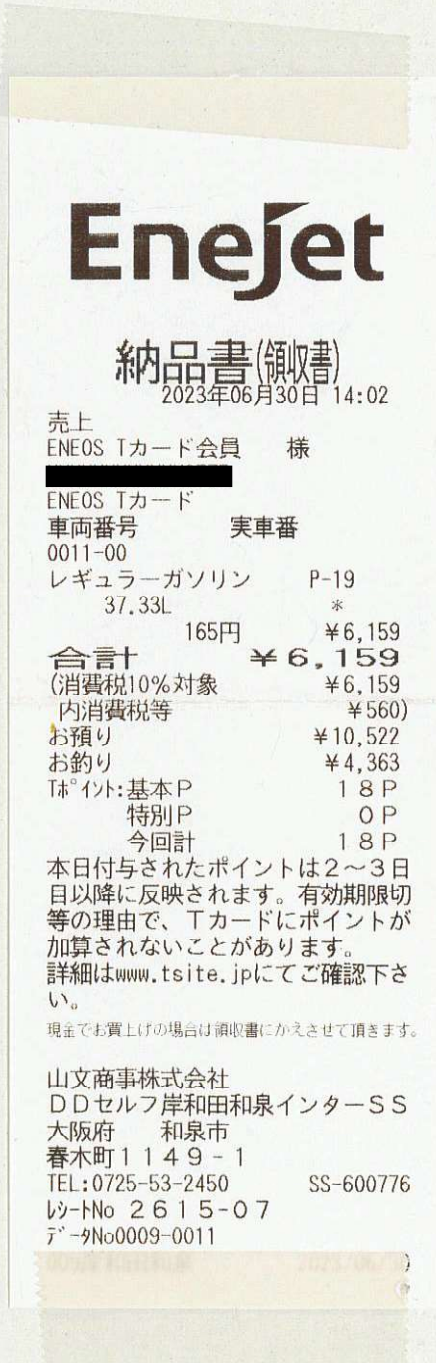 Enejet
納品書(領収書)
2023年06月30日 14:02
売上
ENEOS Tカード会員 様
ENEOS Tカード
車両番号 実車番
0011-00
レギュラーガソリン P-19
37.33L *
165円 ¥6,159
合計 ¥6,159
(消費税10%対象 ¥6,159
内消費税等 ¥560)
お預り ¥10,522
お釣り ¥4,363
Tポイント:基本P 18P
特別P 0P
今回計 18P
本日付与されたポイントは2～3日
目以降に反映されます。有効期限切
等の理由で、Tカードにポイントが
加算されないことがあります。
詳細はwww.tsite.jpにてご確認下さ
い。
現金でお買上げの場合は領収書にかえさせて頂きます。
山文商事株式会社
DDセルフ岸和田和泉インターSS
大阪府 和泉市
春木町1149-1
TEL:0725-53-2450 SS-600776
レシートNo 2615-07
データNo0009-0011